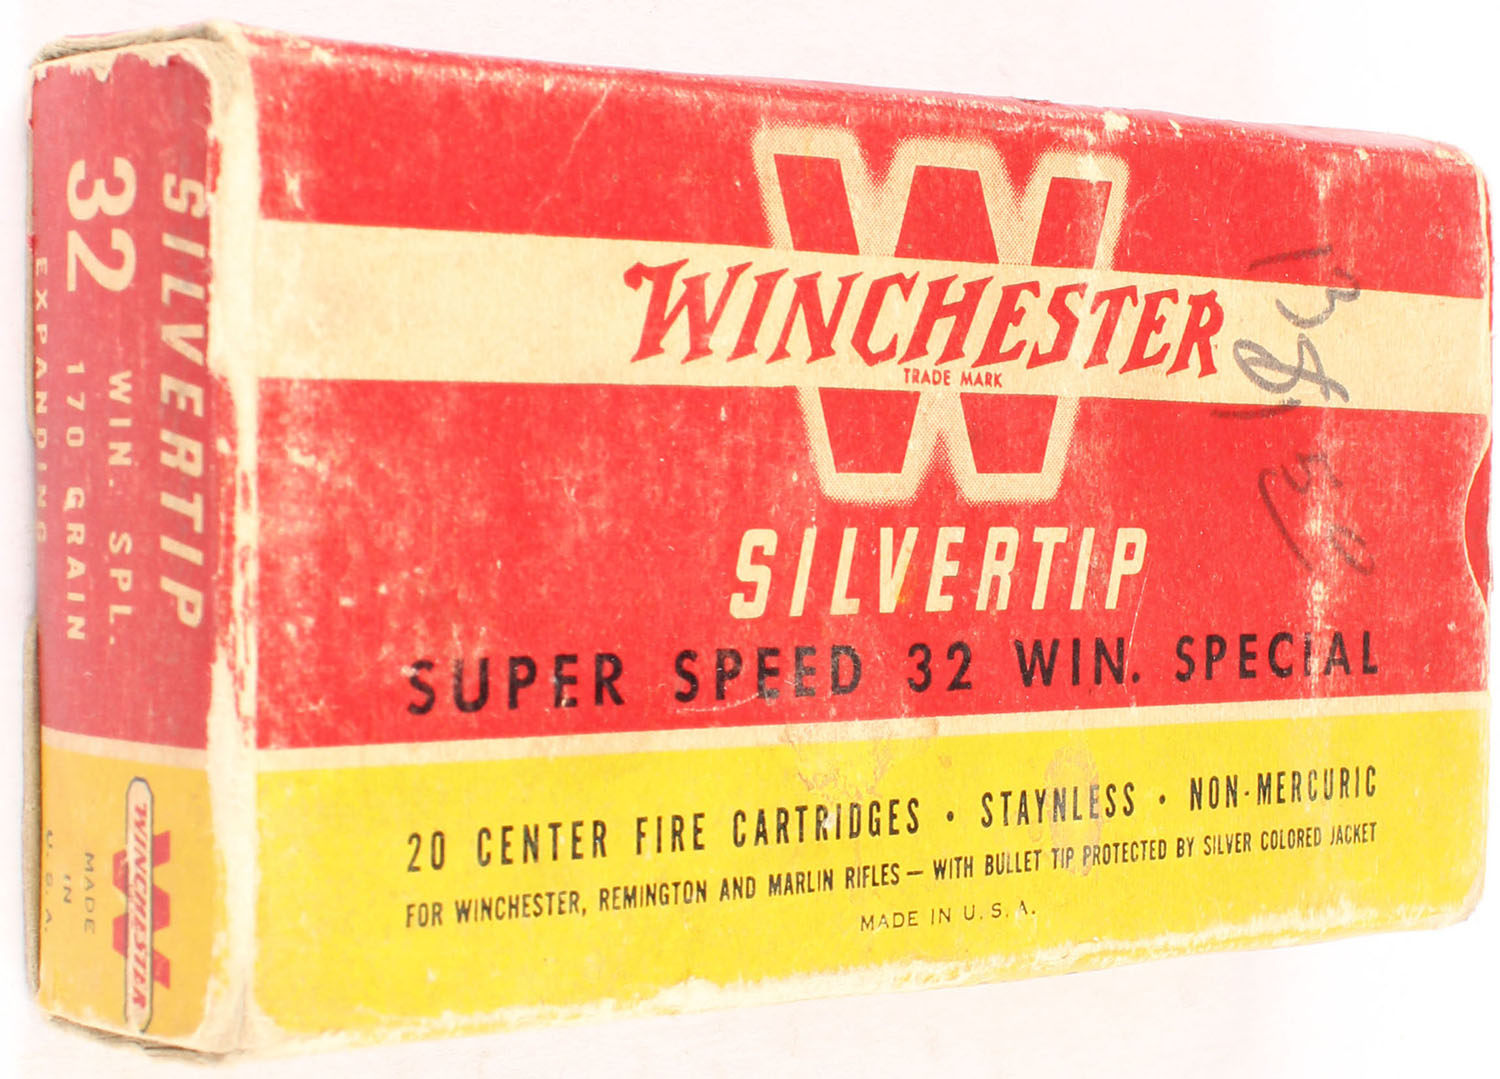 WINCHESTER
TRADE MARK
SILVERTIP
SUPER SPEED 32 WIN. SPECIAL
20 CENTER FIRE CARTRIDGES • STAYNLESS • NON-MERCURIC
FOR WINCHESTER, REMINGTON AND MARLIN RIFLES — WITH BULLET TIP PROTECTED BY SILVER COLORED JACKET
MADE IN U. S. A.
SILVERTIP
32 WIN. SPL.
170 GRAIN
EXPANDING
W
WINCHESTER
MADE
IN
U. S. A.